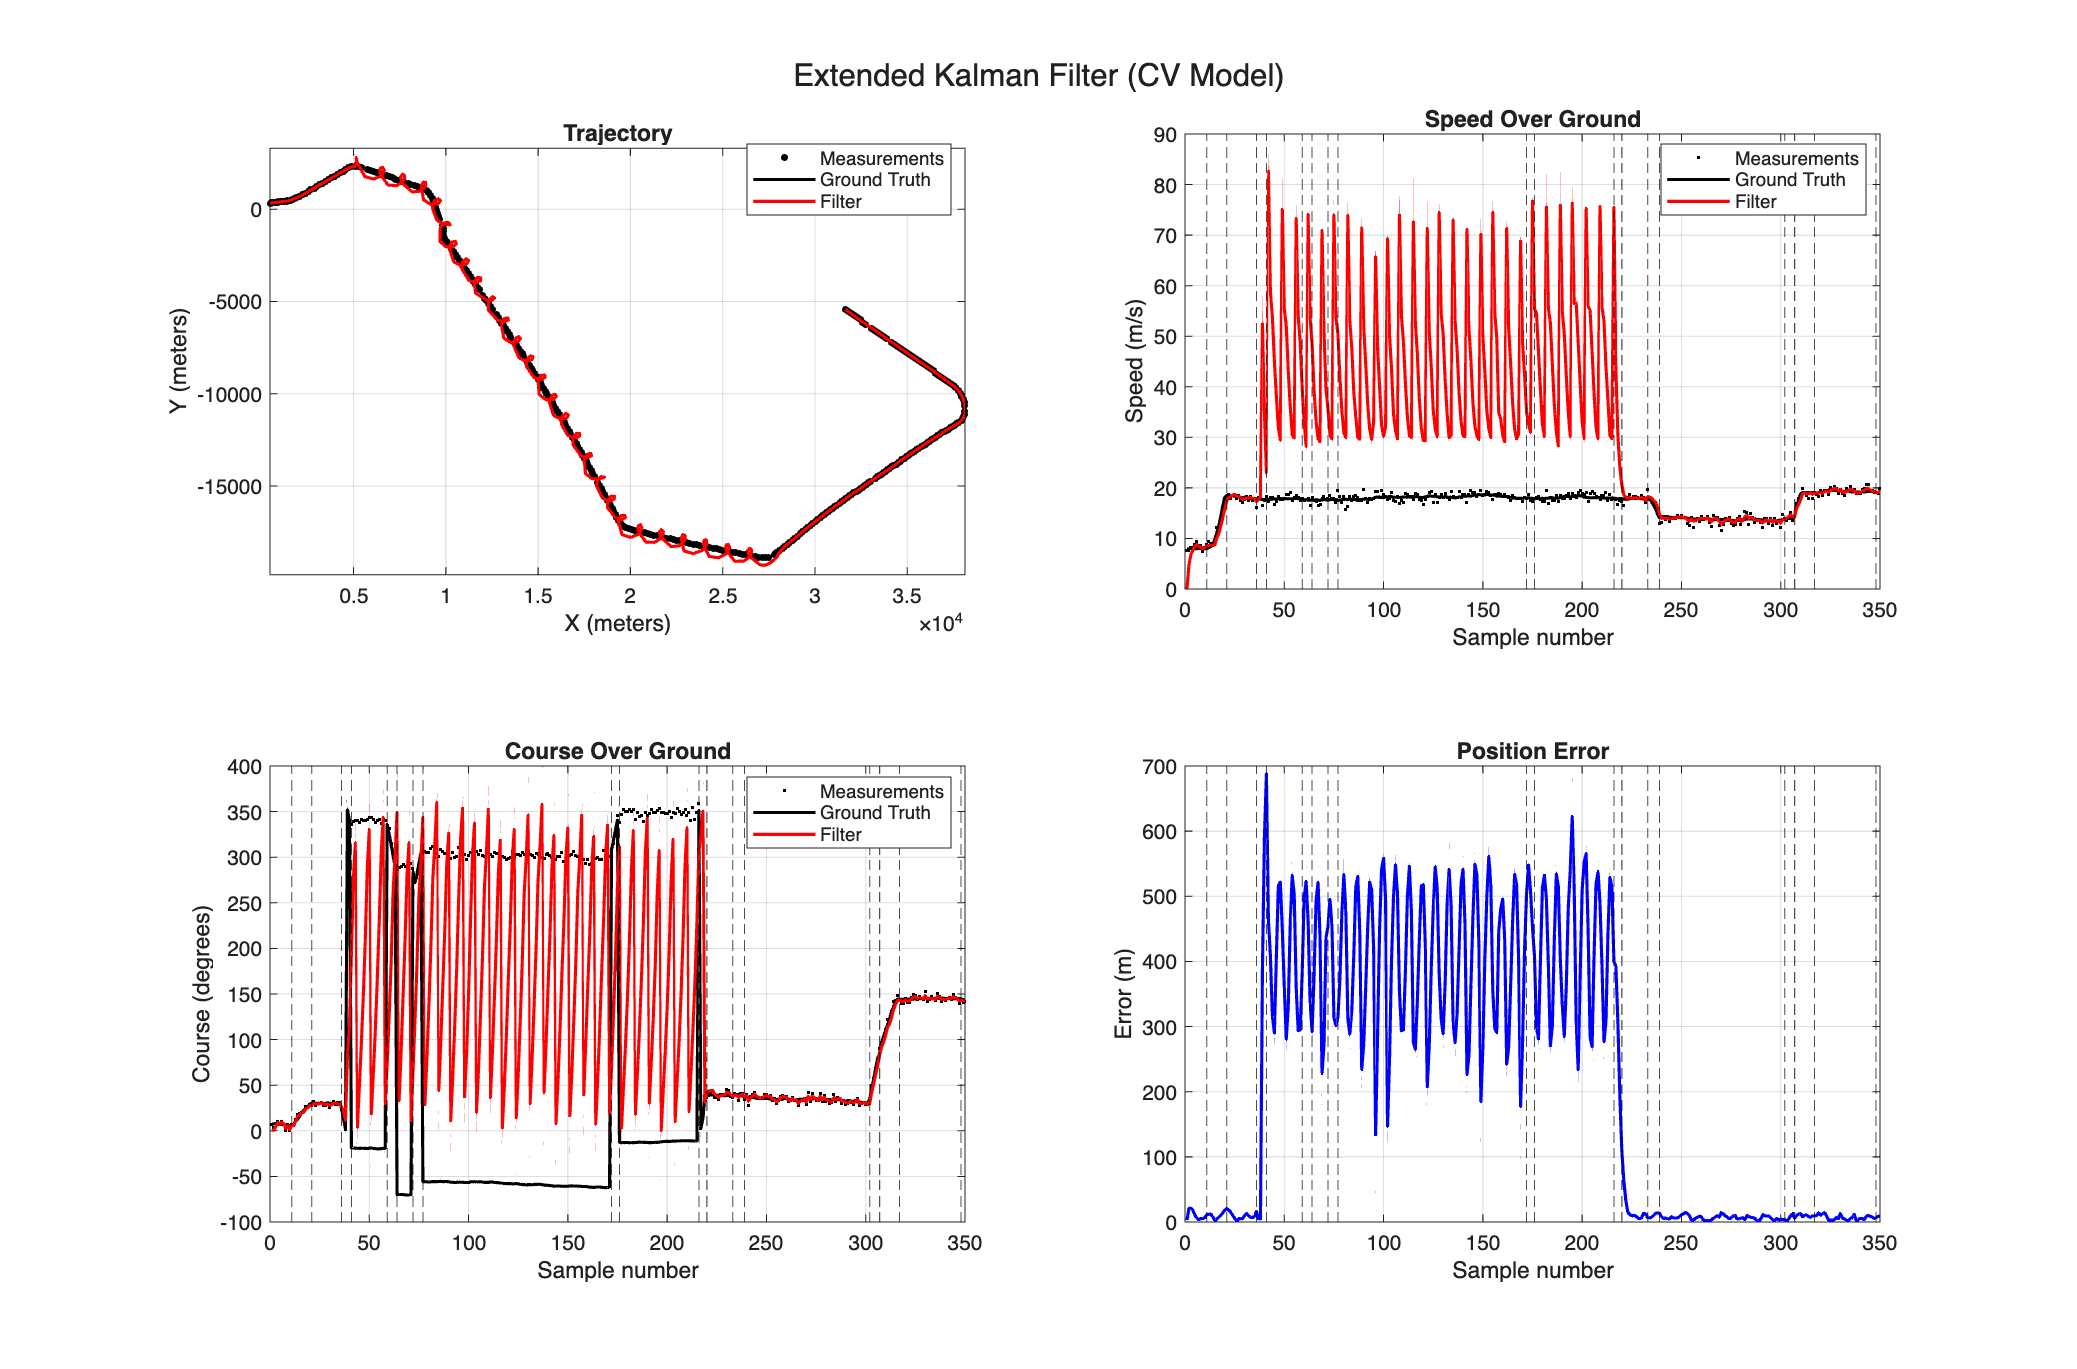 Extended Kalman Filter (CV Model)
Trajectory
Measurements
Ground Truth
Filter
0
-5000
-10000
-15000
Y (meters)
0.5 1 1.5 2 2.5 3 3.5
X (meters)
×10⁴
Speed Over Ground
Measurements
Ground Truth
Filter
90
80
70
60
50
40
30
20
10
0
Speed (m/s)
0 50 100 150 200 250 300 350
Sample number
Course Over Ground
Measurements
Ground Truth
Filter
400
350
300
250
200
150
100
50
0
-50
-100
Course (degrees)
0 50 100 150 200 250 300 350
Sample number
Position Error
700
600
500
400
300
200
100
0
Error (m)
0 50 100 150 200 250 300 350
Sample number